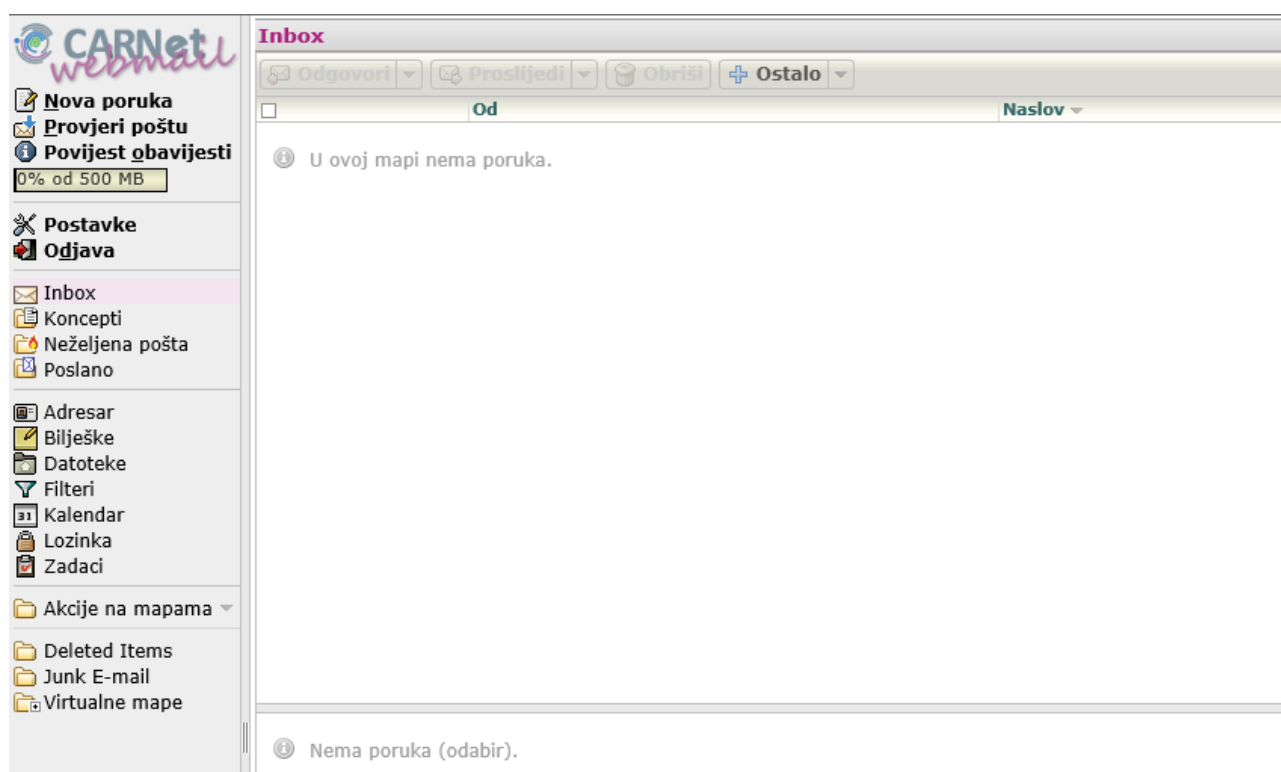 CARNet
webmail
Nova poruka
Provjeri poštu
Povijest obavijesti
0% od 500 MB
Postavke
Odjava
Inbox
Koncepti
Neželjena pošta
Poslano
Adresar
Bilješke
Datoteke
Filteri
31 Kalendar
Lozinka
Zadaci
Akcije na mapama
Deleted Items
Junk E-mail
Virtualne mape
Inbox
Odgovori Proslijedi Obriši Ostalo
Od Naslov
U ovoj mapi nema poruka.
Nema poruka (odabir).